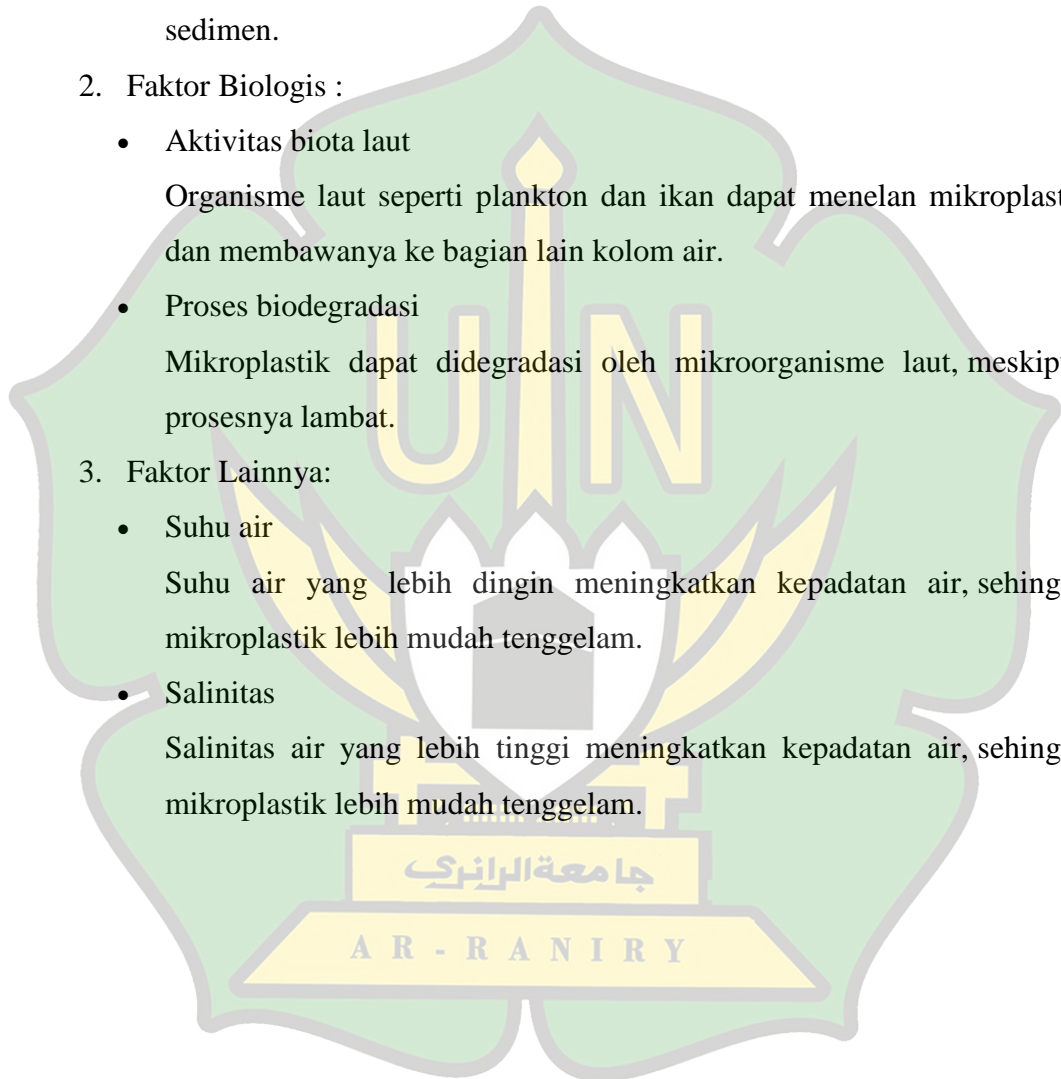 sedimen.
2. Faktor Biologis :
• Aktivitas biota laut
Organisme laut seperti plankton dan ikan dapat menelan mikroplast
dan membawanya ke bagian lain kolom air.
• Proses biodegradasi
Mikroplastik dapat didegradasi oleh mikroorganisme laut, meskip
prosesnya lambat.
3. Faktor Lainnya:
• Suhu air
Suhu air yang lebih dingin meningkatkan kepadatan air, sehing
mikroplastik lebih mudah tenggelam.
• Salinitas
Salinitas air yang lebih tinggi meningkatkan kepadatan air, sehing
mikroplastik lebih mudah tenggelam.
UIN
جامعةالرانري
AR-RANIRY